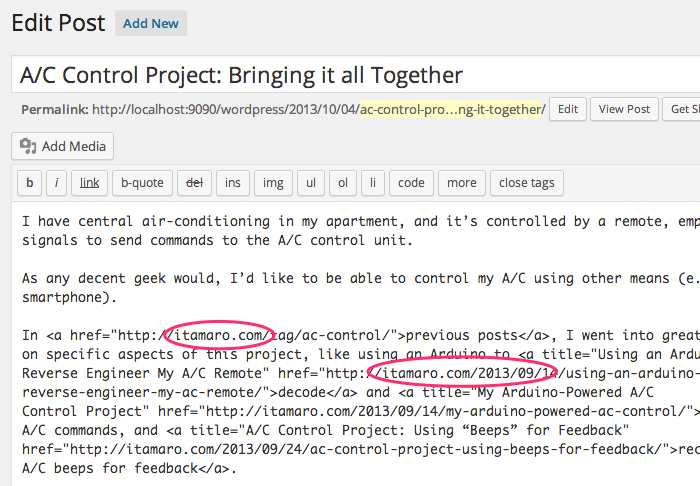 Edit Post Add New
A/C Control Project: Bringing it all Together
Permalink: http://localhost:9090/wordpress/2013/10/04/ac-control-pro…ng-it-together/ Edit View Post Get
Add Media
b i link b-quote del ins img ul ol li code more close tags
I have central air-conditioning in my apartment, and it’s controlled by a remote,
signals to send commands to the A/C control unit.
As any decent geek would, I’d like to be able to control my A/C using other means (e.
smartphone).
In <a href="http://itamaro.com/tag/ac-control/">previous posts</a>, I went into great
on specific aspects of this project, like using an Arduino to <a title="Using an
Reverse Engineer My A/C Remote" href="http://itamaro.com/2013/09/14/using-an-arduino-
reverse-engineer-my-ac-remote/">decode</a> and <a title="My Arduino-Powered A/C
Control Project" href="http://itamaro.com/2013/09/14/my-arduino-powered-ac-control/">
A/C commands, and <a title="A/C Control Project: Using “Beeps” for Feedback"
href="http://itamaro.com/2013/09/24/ac-control-project-using-beeps-for-feedback/">rec
A/C beeps for feedback</a>.